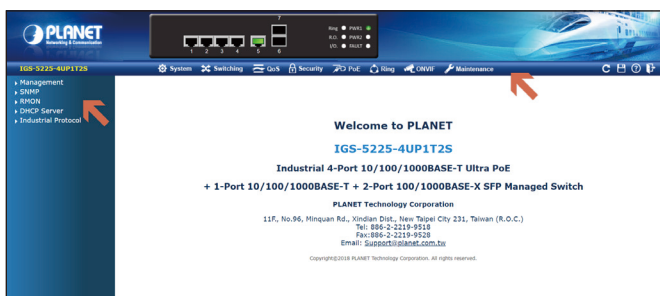 PLANET
Networking & Communication
1 2 3 4 5 6 7
Ring PWR1
R.O. PWR2
I/O. FAULT
IGS-5225-4UP1T2S
System Switching QoS Security PoE Ring ONVIF Maintenance
Management
SNMP
RMON
DHCP Server
Industrial Protocol
Welcome to PLANET
IGS-5225-4UP1T2S
Industrial 4-Port 10/100/1000BASE-T Ultra PoE
+ 1-Port 10/100/1000BASE-T + 2-Port 100/1000BASE-X SFP Managed Switch
PLANET Technology Corporation
11F., No.96, Minquan Rd., Xindian Dist., New Taipei City 231, Taiwan (R.O.C.)
Tel: 886-2-2219-9518
Fax:886-2-2219-9528
Email: Support@planet.com.tw
Copyright©2018 PLANET Technology Corporation. All rights reserved.